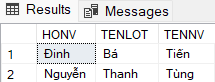 Results Messages
HONV TENLOT TENNV
1 Đinh Bá Tiến
2 Nguyễn Thanh Tùng